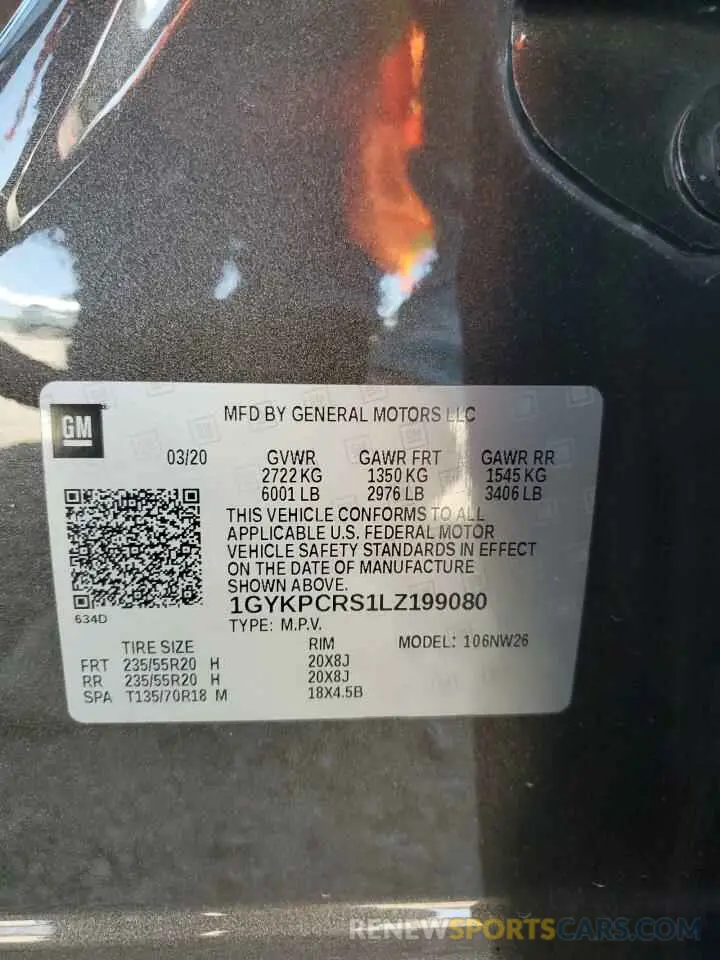 MFD BY GENERAL MOTORS LLC
GM
03/20 GVWR GAWR FRT GAWR RR
2722 KG 1350 KG 1545 KG
6001 LB 2976 LB 3406 LB
THIS VEHICLE CONFORMS TO ALL
APPLICABLE U.S. FEDERAL MOTOR
VEHICLE SAFETY STANDARDS IN EFFECT
ON THE DATE OF MANUFACTURE
SHOWN ABOVE.
1GYKPCRS1LZ199080
634D
TYPE: M.P.V.
TIRE SIZE RIM MODEL: 106NW26
FRT 235/55R20 H 20X8J
RR 235/55R20 H 20X8J
SPA T135/70R18 M 18X4.5B
RENEWSPORTSCARS.COM